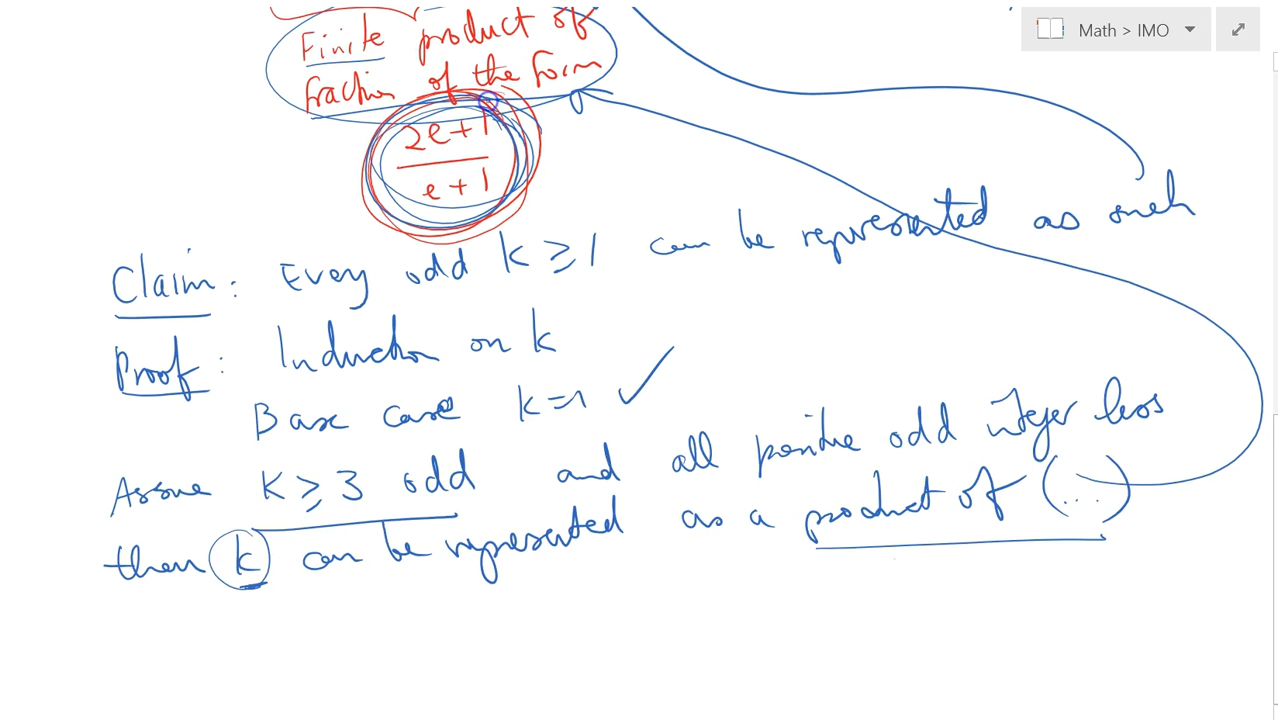 Math > IMO
Finite product of
fraction of the form
2e+1
e+1
Claim: Every odd k ≥ 1 can be represented as such
Proof: Induction on k
Base case k=1 ✓
Assume k ≥ 3 odd and all positive odd integer less
then k can be represented as a product of (...)